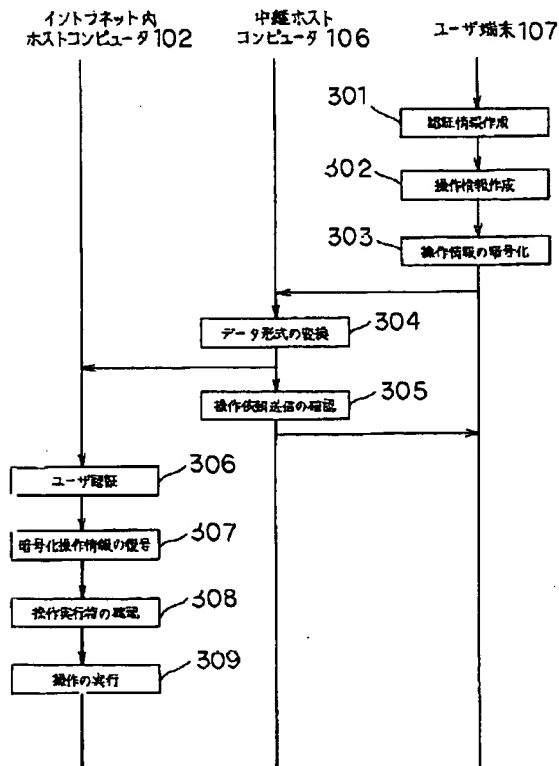 イントラネット内
ホストコンピュータ 102
中継ホスト
コンピュータ 106
ユーザ端末 107
301
認証情報作成
302
操作情報作成
303
操作情報の暗号化
データ形式の変換
304
操作依頼送信の確認
305
ユーザ認証
306
暗号化操作情報の復号
307
操作実行前の確認
308
操作の実行
309